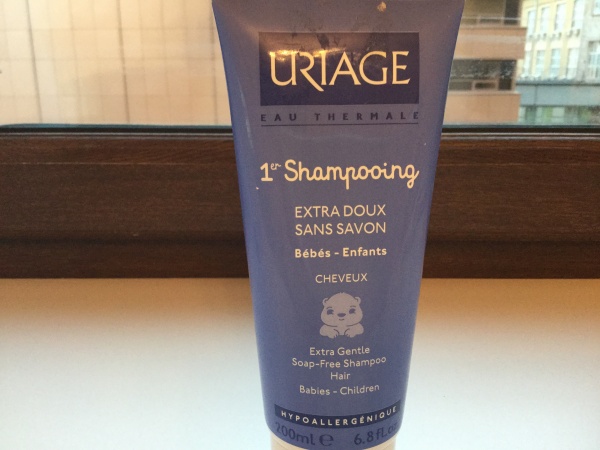 URIAGE
EAU THERMALE
1er Shampooing
EXTRA DOUX
SANS SAVON
Bébés - Enfants
CHEVEUX
Extra Gentle
Soap-Free Shampoo
Hair
Babies - Children
HYPOALLERGÉNIQUE
200ml e 6.8 fl.oz